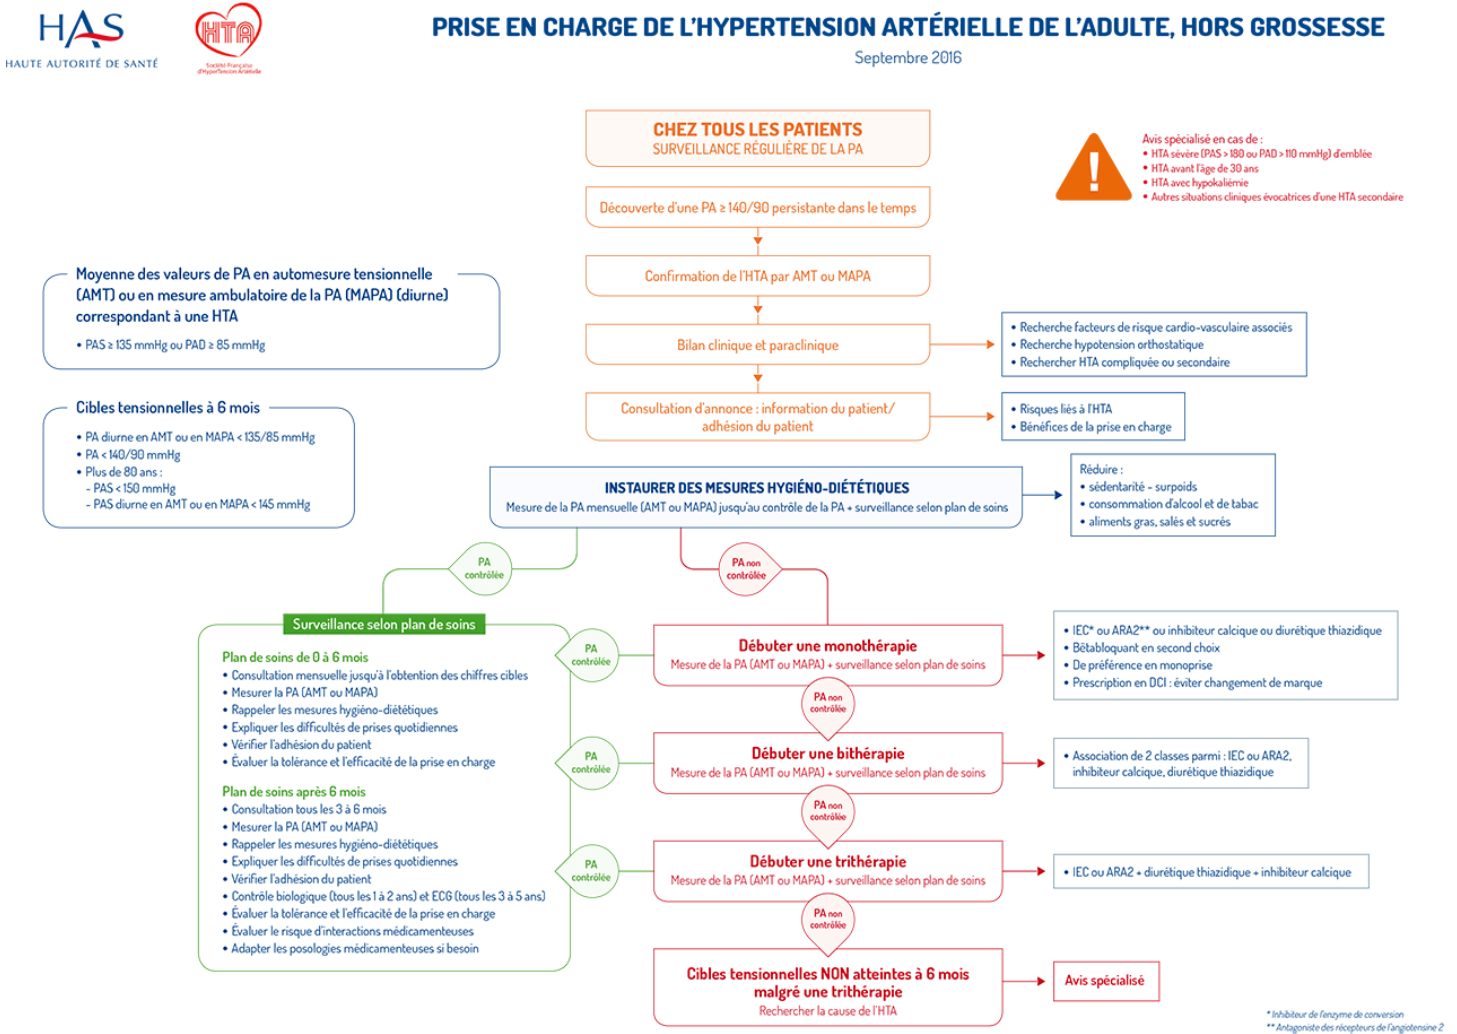 HAS
HAUTE AUTORITÉ DE SANTÉ
HTA
Société Française
d'Hypertension Artérielle
PRISE EN CHARGE DE L'HYPERTENSION ARTÉRIELLE DE L'ADULTE, HORS GROSSESSE
Septembre 2016
CHEZ TOUS LES PATIENTS
SURVEILLANCE RÉGULIÈRE DE LA PA
!
Avis spécialisé en cas de :
• HTA sévère (PAS > 180 ou PAD > 110 mmHg) d'emblée
• HTA avant l'âge de 30 ans
• HTA avec hypokaliémie
• Autres situations cliniques évocatrices d'une HTA secondaire
Découverte d'une PA ≥ 140/90 persistante dans le temps
Confirmation de l'HTA par AMT ou MAPA
Bilan clinique et paraclinique
• Recherche facteurs de risque cardio-vasculaire associés
• Recherche hypotension orthostatique
• Rechercher HTA compliquée ou secondaire
Consultation d'annonce : information du patient/
adhésion du patient
• Risques liés à l'HTA
• Bénéfices de la prise en charge
Moyenne des valeurs de PA en automesure tensionnelle
(AMT) ou en mesure ambulatoire de la PA (MAPA) (diurne)
correspondant à une HTA
• PAS ≥ 135 mmHg ou PAD ≥ 85 mmHg
Cibles tensionnelles à 6 mois
• PA diurne en AMT ou en MAPA < 135/85 mmHg
• PA < 140/90 mmHg
• Plus de 80 ans :
- PAS < 150 mmHg
- PAS diurne en AMT ou en MAPA < 145 mmHg
INSTAURER DES MESURES HYGIÉNO-DIÉTÉTIQUES
Mesure de la PA mensuelle (AMT ou MAPA) jusqu'au contrôle de la PA + surveillance selon plan de soins
Réduire :
• sédentarité - surpoids
• consommation d'alcool et de tabac
• aliments gras, salés et sucrés
PA
contrôlée
PA non
contrôlée
Surveillance selon plan de soins
Plan de soins de 0 à 6 mois
• Consultation mensuelle jusqu'à l'obtention des chiffres cibles
• Mesurer la PA (AMT ou MAPA)
• Rappeler les mesures hygiéno-diététiques
• Expliquer les difficultés de prises quotidiennes
• Vérifier l'adhésion du patient
• Évaluer la tolérance et l'efficacité de la prise en charge
Plan de soins après 6 mois
• Consultation tous les 3 à 6 mois
• Mesurer la PA (AMT ou MAPA)
• Rappeler les mesures hygiéno-diététiques
• Expliquer les difficultés de prises quotidiennes
• Vérifier l'adhésion du patient
• Contrôle biologique (tous les 1 à 2 ans) et ECG (tous les 3 à 5 ans)
• Évaluer la tolérance et l'efficacité de la prise en charge
• Évaluer le risque d'interactions médicamenteuses
• Adapter les posologies médicamenteuses si besoin
PA
contrôlée
Débuter une monothérapie
Mesure de la PA (AMT ou MAPA) + surveillance selon plan de soins
• IEC* ou ARA2** ou inhibiteur calcique ou diurétique thiazidique
• Bêtabloquant en second choix
• De préférence en monoprise
• Prescription en DCI : éviter changement de marque
PA non
contrôlée
PA
contrôlée
Débuter une bithérapie
Mesure de la PA (AMT ou MAPA) + surveillance selon plan de soins
• Association de 2 classes parmi : IEC ou ARA2,
inhibiteur calcique, diurétique thiazidique
PA non
contrôlée
PA
contrôlée
Débuter une trithérapie
Mesure de la PA (AMT ou MAPA) + surveillance selon plan de soins
• IEC ou ARA2 + diurétique thiazidique + inhibiteur calcique
PA non
contrôlée
Cibles tensionnelles NON atteintes à 6 mois
malgré une trithérapie
Rechercher la cause de l'HTA
Avis spécialisé
* Inhibiteur de l'enzyme de conversion
** Antagoniste des récepteurs de l'angiotensine 2